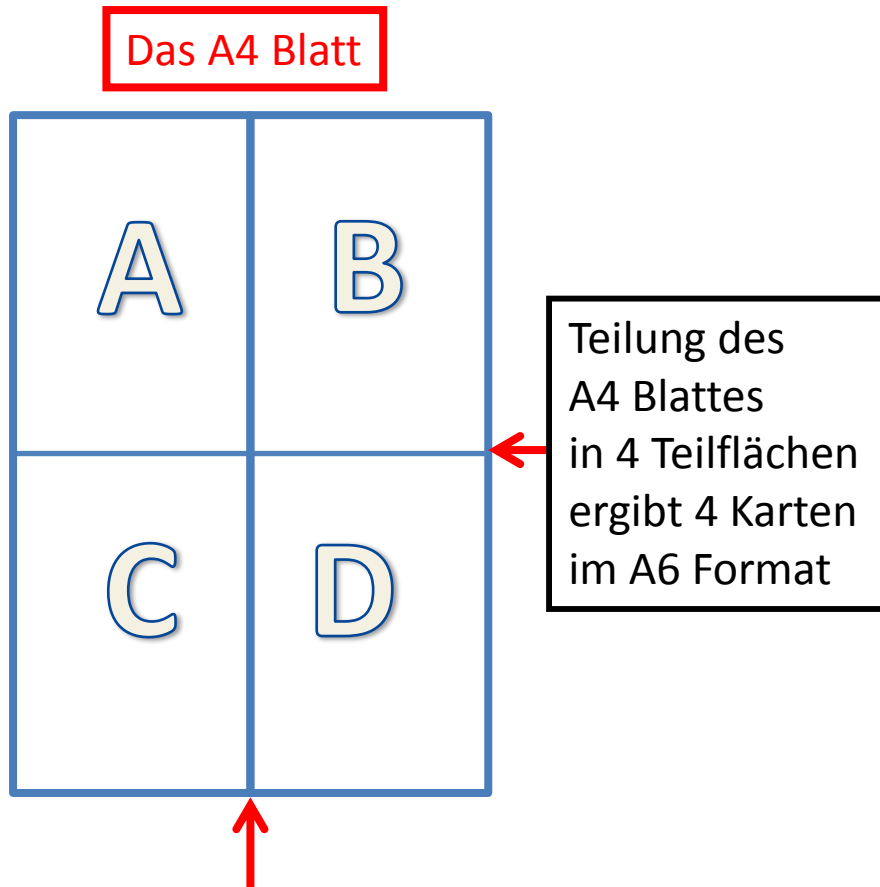 Das A4 Blatt
A
B
C
D
Teilung des
A4 Blattes
in 4 Teilflächen
ergibt 4 Karten
im A6 Format